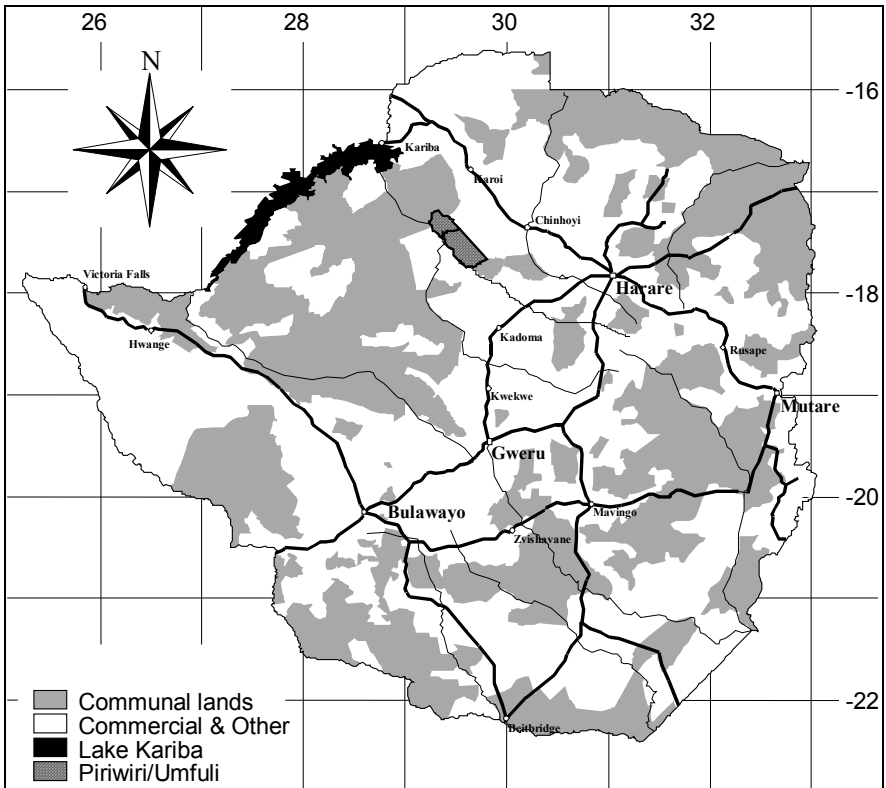 26 28 30 32
N
-16
Kariba
Karoi
Chinhoyi
Victoria Falls
Harare
-18
Hwange
Kadoma
Rusape
Kwekwe
Mutare
Gweru
-20
Bulawayo
Mavingo
Zvishavane
Communal lands
-22
Commercial & Other
Beitbridge
Lake Kariba
Piriwiri/Umfuli